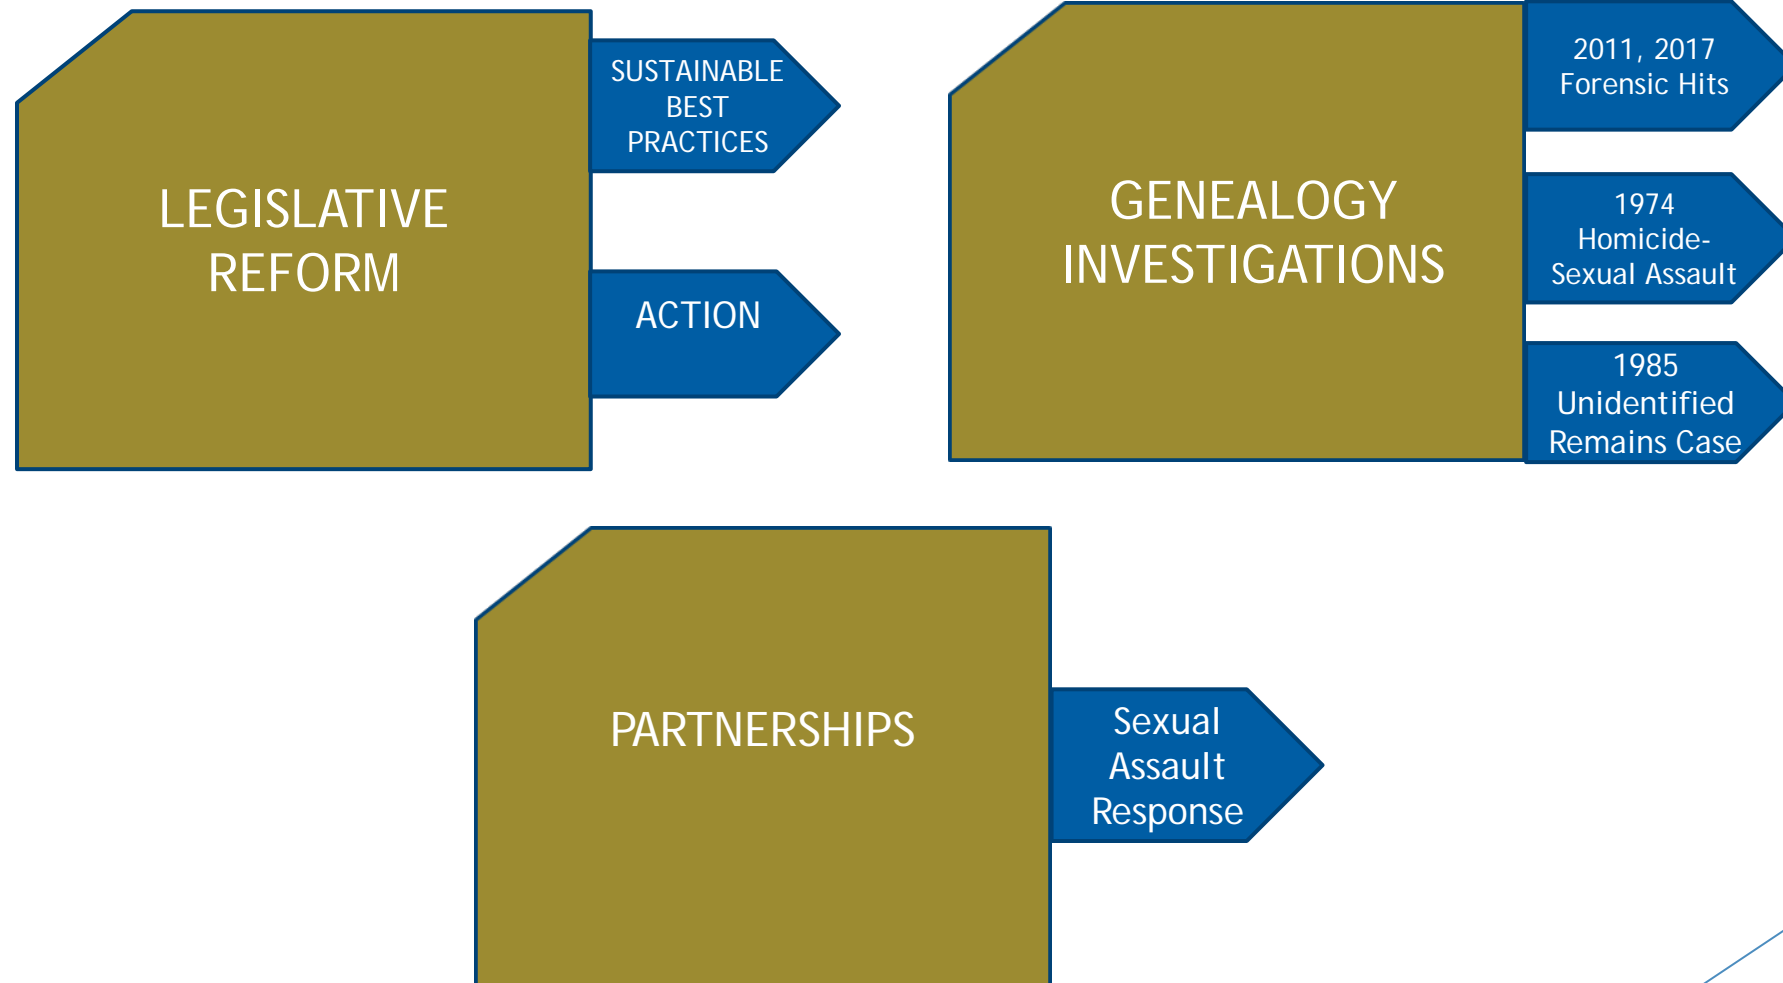 LEGISLATIVE
REFORM
SUSTAINABLE
BEST
PRACTICES
ACTION
GENEALOGY
INVESTIGATIONS
2011, 2017
Forensic Hits
1974
Homicide-
Sexual Assault
1985
Unidentified
Remains Case
PARTNERSHIPS
Sexual
Assault
Response